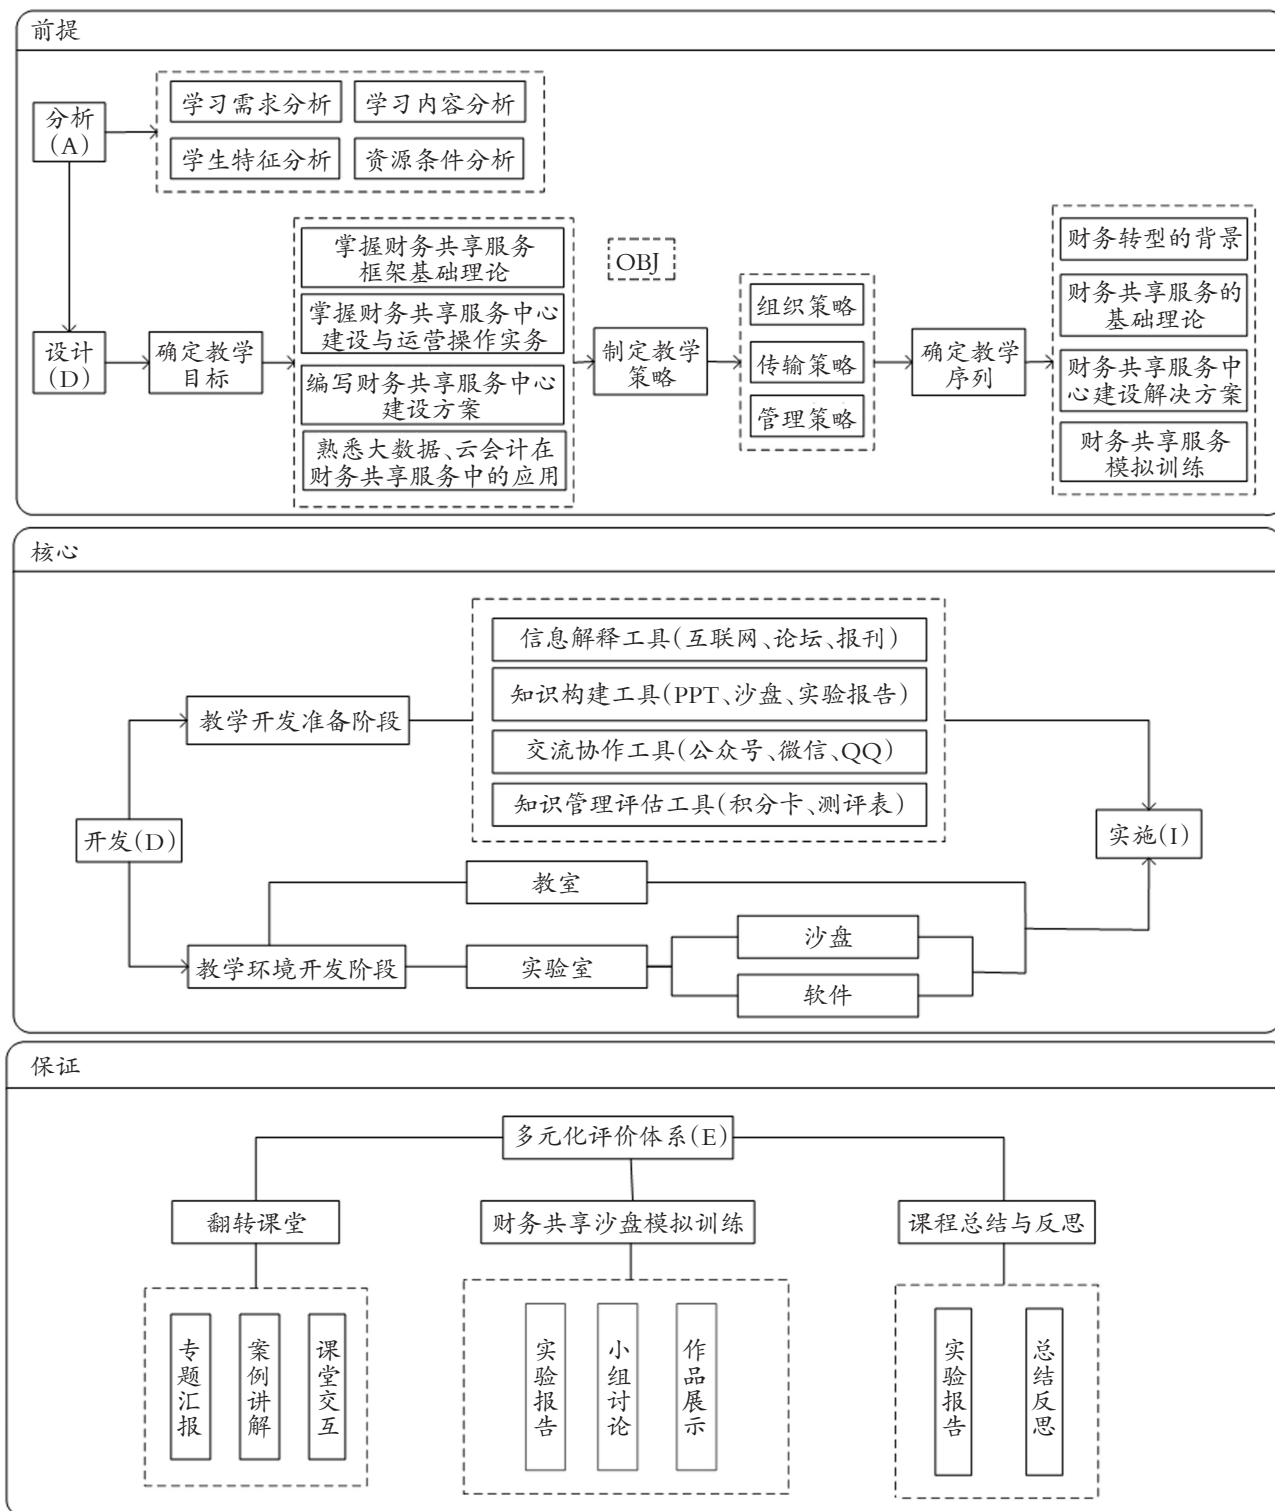 前提
分析
(A)
学习需求分析
学习内容分析
学生特征分析
资源条件分析
设计
(D)
确定教学
目标
掌握财务共享服务
框架基础理论
掌握财务共享服务中心
建设与运营操作实务
编写财务共享服务中心
建设方案
熟悉大数据、云会计在
财务共享服务中的应用
OBJ
制定教学
策略
组织策略
传输策略
管理策略
确定教学
序列
财务转型的背景
财务共享服务的
基础理论
财务共享服务中
心建设解决方案
财务共享服务
模拟训练
核心
开发(D)
教学开发准备阶段
信息解释工具(互联网、论坛、报刊)
知识构建工具(PPT、沙盘、实验报告)
交流协作工具(公众号、微信、QQ)
知识管理评估工具(积分卡、测评表)
实施(I)
教学环境开发阶段
教室
实验室
沙盘
软件
保证
多元化评价体系(E)
翻转课堂
财务共享沙盘模拟训练
课程总结与反思
专题汇报
案例讲解
课堂交互
实验报告
小组讨论
作品展示
实验报告
总结反思